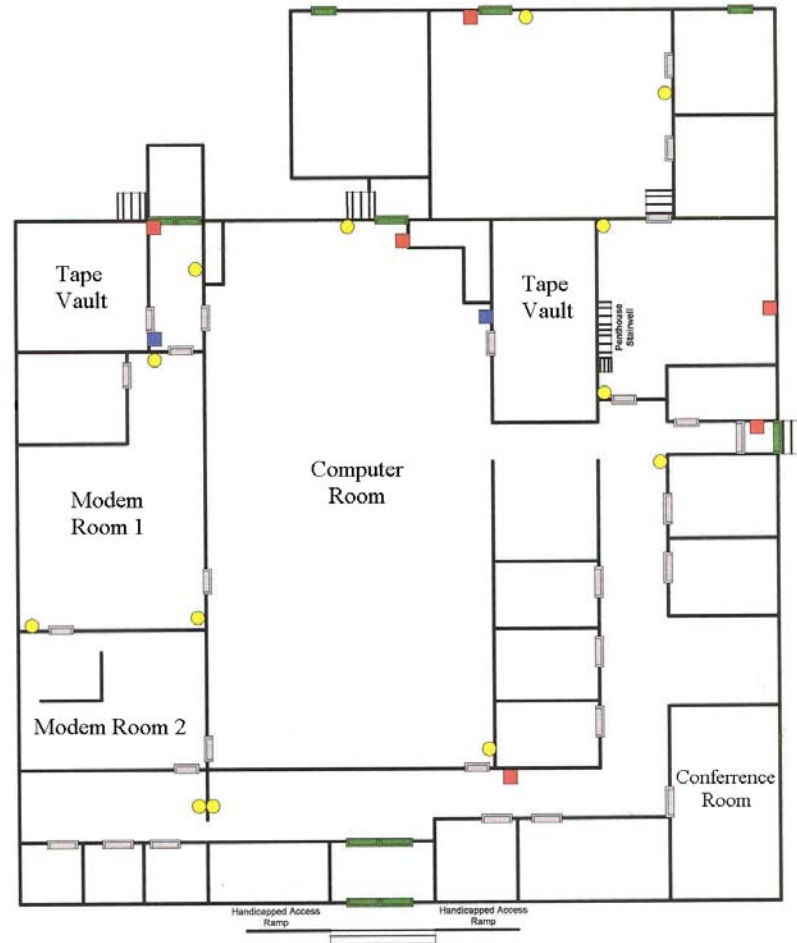 Tape
Vault
Tape
Vault
Penthouse
Stairwell
Computer
Room
Modem
Room 1
Modem Room 2
Conferrence
Room
Handicapped Access
Ramp
Handicapped Access
Ramp